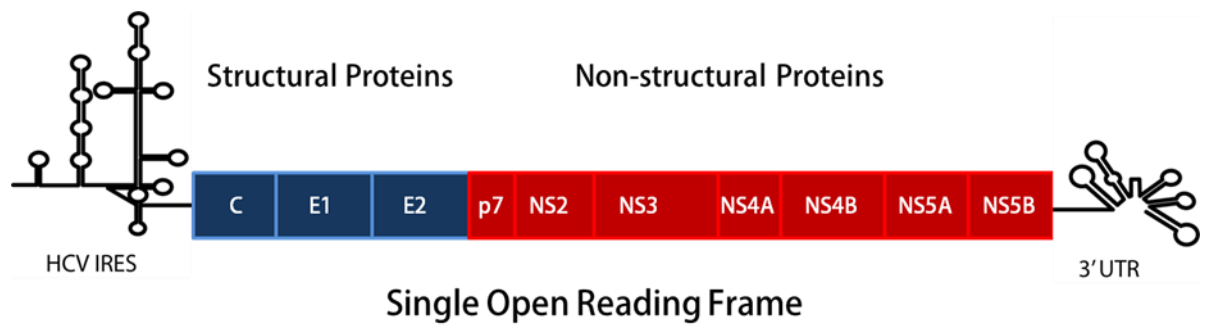 Structural Proteins
Non-structural Proteins
C E1 E2 p7 NS2 NS3 NS4A NS4B NS5A NS5B
HCV IRES
3’UTR
Single Open Reading Frame